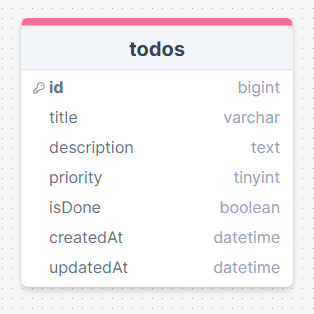 todos
id bigint
title varchar
description text
priority tinyint
isDone boolean
createdAt datetime
updatedAt datetime